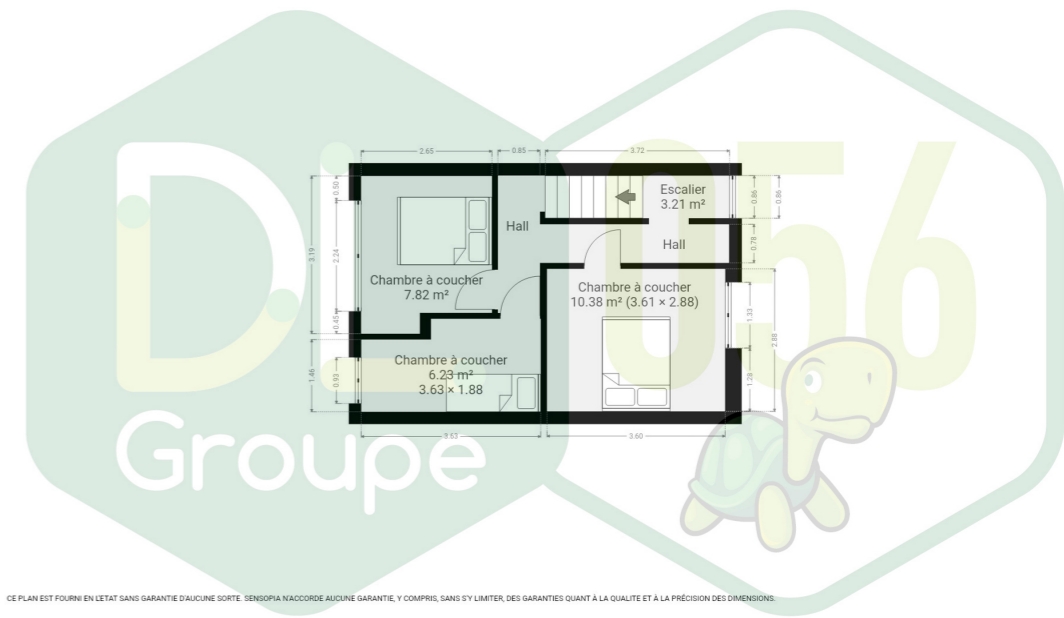 2.65
0.85
3.72
0.50
2.24
0.45
3.19
1.46
0.93
Escalier
3.21 m²
0.86
0.86
Hall
Hall
0.78
Chambre à coucher
7.82 m²
Chambre à coucher
10.38 m² (3.61 × 2.88)
1.33
2.88
1.28
Chambre à coucher
6.23 m²
3.63 × 1.88
3.63
3.60
D
Groupe
056
CE PLAN EST FOURNI EN L'ETAT SANS GARANTIE D'AUCUNE SORTE. SENSOPIA N'ACCORDE AUCUNE GARANTIE, Y COMPRIS, SANS S'Y LIMITER, DES GARANTIES QUANT À LA QUALITE ET À LA PRÉCISION DES DIMENSIONS.